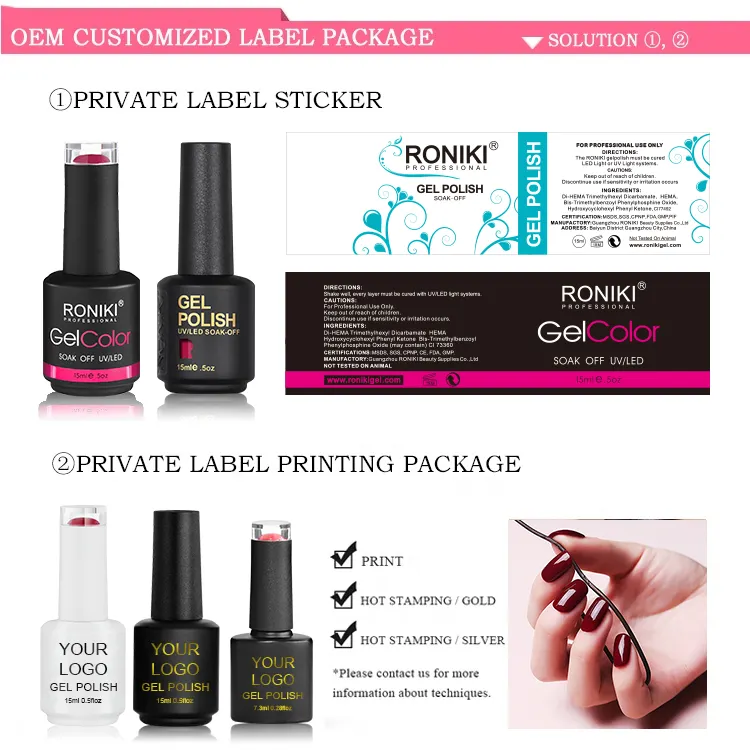 OEM CUSTOMIZED LABEL PACKAGE
SOLUTION ①, ②
①PRIVATE LABEL STICKER
RONIKI®
PROFESSIONAL
GelColor
SOAK OFF UV/LED
15ml℮ .5oz
GEL
POLISH
UV/LED SOAK-OFF
R
15ml℮ .5oz
RONIKI®
PROFESSIONAL
GEL POLISH
SOAK-OFF
GEL POLISH
FOR PROFESSIONAL USE ONLY
DIRECTIONS:
The RONIKI gelpolish must be cured
LED Light or UV Light systems.
CAUTIONS:
Keep out of reach of children.
Discontinue use if sensitivity or irritation occurs
INGREDIENTS:
Di-HEMA Trimethylhexyl Dicarbamate, HEMA,
Bis-Trimethylbenzoyl Phenylphosphine Oxide,
Hydroxycyclohexyl Phenyl Ketone, CI77402
CERTIFICATION:MSDS,SGS,CPNP,FDA,GMP,PIF
MANUFACTORY:Guangzhou RONIKI Beauty Supplies Co.,Ltd
ADDRESS: Baiyun District Guangzhou City,China
15ml
Not Tested On Animal
www.ronikigel.com
DIRECTIONS:
Shake well, every layer must be cured with UV/LED light systems.
CAUTIONS:
For Professional Use Only.
Keep out of reach of children.
Discontinue use if sensitivity or irritation occurs.
INGREDIENTS:
Di-HEMA Trimethylhexyl Dicarbamate HEMA
Hydroxycyclohexyl Phenyl Ketone Bis-Trimethylbenzoyl
Phenylphosphine Oxide (may contain) CI 73360
CERTIFICATIONS:MSDS, SGS, CPNP, CE, FDA, GMP.
MANUFACTORY:Guangzhou RONIKI Beauty Supplies Co.,Ltd
NOT TESTED ON ANIMAL
www.ronikigel.com
RONIKI®
PROFESSIONAL
GelColor
SOAK OFF UV/LED
15ml℮ .5oz
②PRIVATE LABEL PRINTING PACKAGE
YOUR
LOGO
GEL POLISH
15ml 0.5floz
YOUR
LOGO
GEL POLISH
15ml 0.5floz
YOUR
LOGO
GEL POLISH
7.3ml 0.28floz
PRINT
HOT STAMPING / GOLD
HOT STAMPING / SILVER
*Please contact us for more
information about techniques.